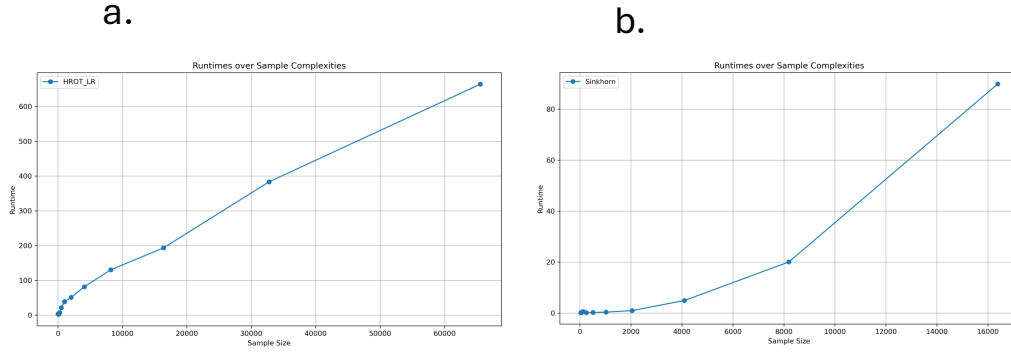 a.
b.
Runtimes over Sample Complexities
HROT_LR
Runtime
600
500
400
300
200
100
0
0
10000
20000
30000
40000
50000
60000
Sample Size
Runtimes over Sample Complexities
Sinkhorn
Runtime
80
60
40
20
0
0
2000
4000
6000
8000
10000
12000
14000
16000
Sample Size